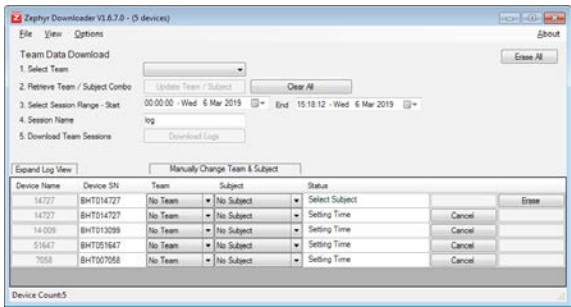 Zephyr Downloader V1.6.7.0 - (5 devices)
File View Options About
Team Data Download Erase All
1. Select Team
2. Retrieve Team / Subject Combo Update Team / Subject Clear All
3. Select Session Range - Start 00:00:00 - Wed 6 Mar 2019 End 15:18:12 - Wed 6 Mar 2019
4. Session Name log
5. Download Team Sessions Download Logs
Expand Log View Manually Change Team & Subject
Device Name Device SN Team Subject Status
14727 BHT014727 No Team No Subject Select Subject Erase
14727 BHT014727 No Team No Subject Setting Time Cancel
14-009 BHT013099 No Team No Subject Setting Time Cancel
51647 BHT051647 No Team No Subject Setting Time Cancel
7058 BHT007058 No Team No Subject Setting Time Cancel
Device Count:5